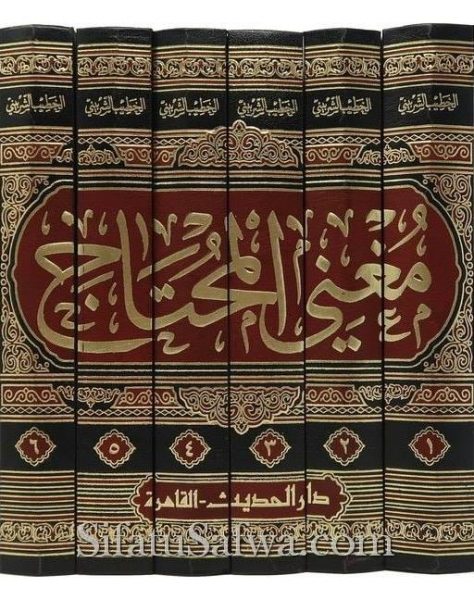 الخطيب الشربيني الخطيب الشربيني الخطيب الشربيني الخطيب الشربيني الخطيب الشربيني الخطيب الشربيني
مغني المحتاج
١ ٢ ٣ ٤ ٥ ٦
دار الحديث - القاهرة
SifatuSafwa.com